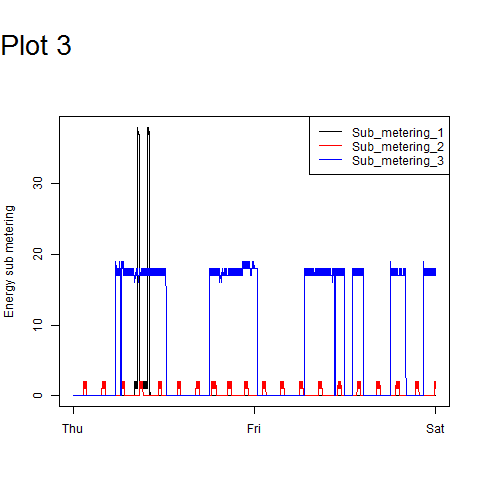 Plot 3
Sub_metering_1
Sub_metering_2
Sub_metering_3
Energy sub metering
30
20
10
0
Thu
Fri
Sat